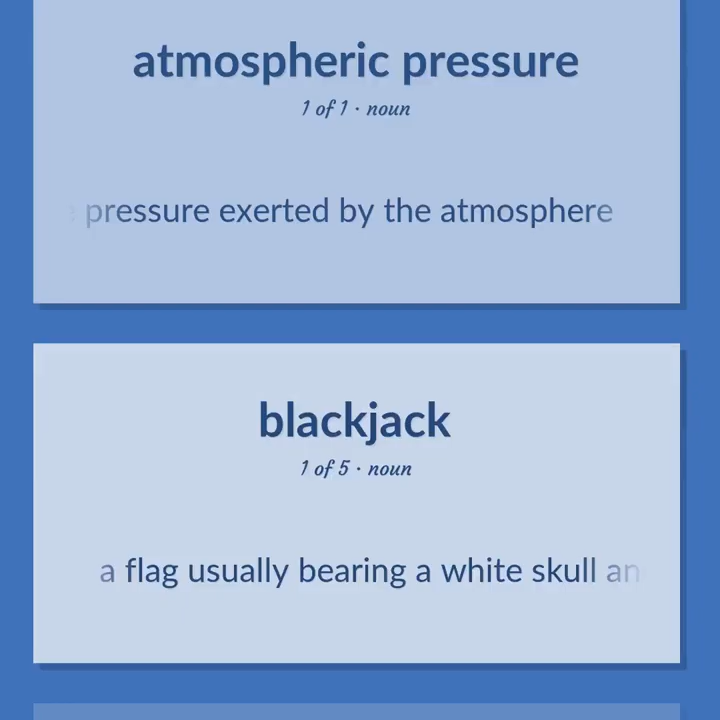 atmospheric pressure
1 of 1 · noun
pressure exerted by the atmosphere
blackjack
1 of 5 · noun
a flag usually bearing a white skull an